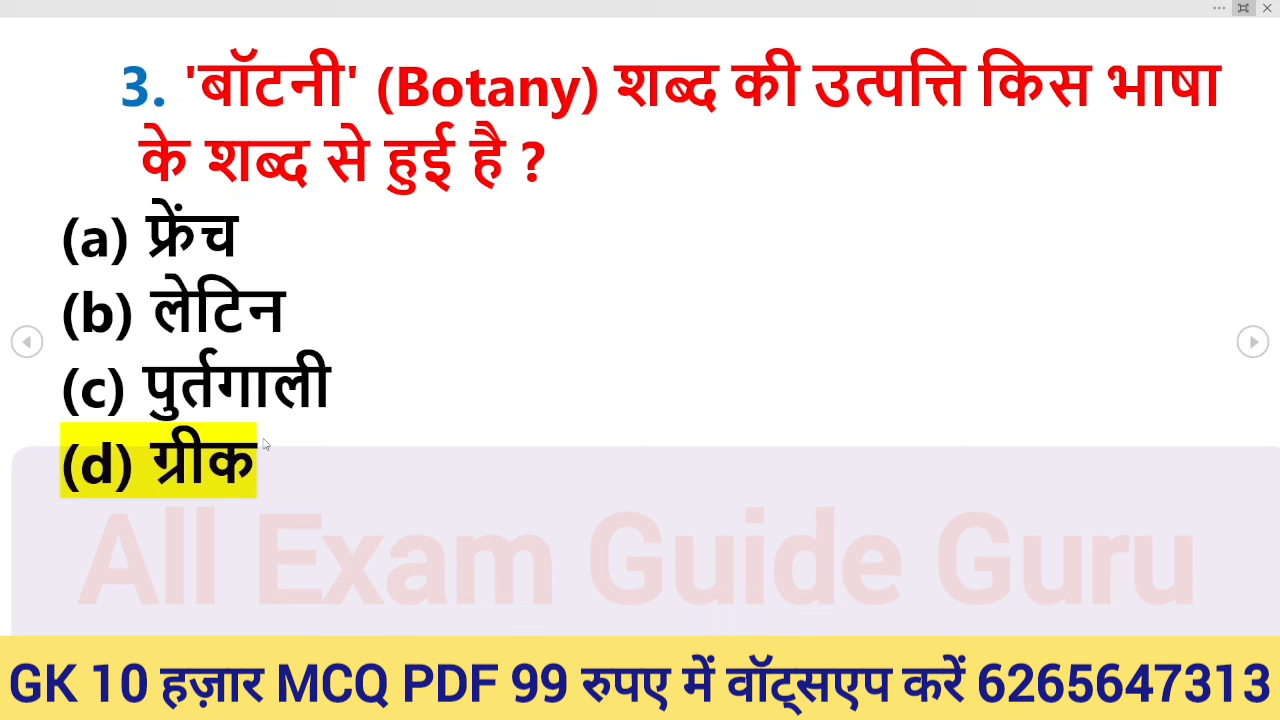 3. 'बॉटनी' (Botany) शब्द की उत्पत्ति किस भाषा
के शब्द से हुई है ?
(a) फ्रेंच
(b) लेटिन
(c) पुर्तगाली
(d) ग्रीक
All Exam Guide Guru
GK 10 हज़ार MCQ PDF 99 रुपए में वॉट्सएप करें 6265647313